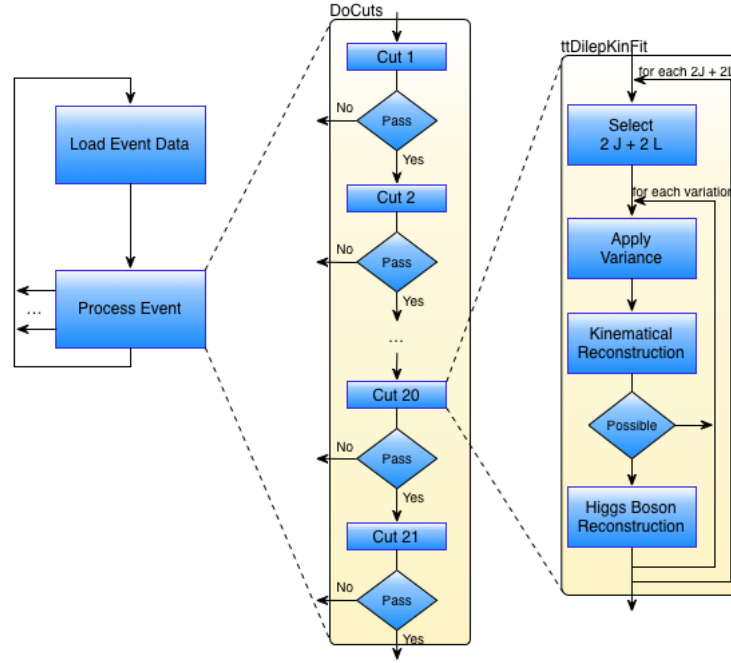 Load Event Data
Process Event
...
DoCuts
Cut 1
No
Pass
Yes
Cut 2
No
Pass
Yes
...
Cut 20
No
Pass
Yes
Cut 21
No
Pass
Yes
ttDilepKinFit
for each 2J + 2L
Select
2 J + 2 L
for each variation
Apply
Variance
Kinematical
Reconstruction
Possible
Higgs Boson
Reconstruction